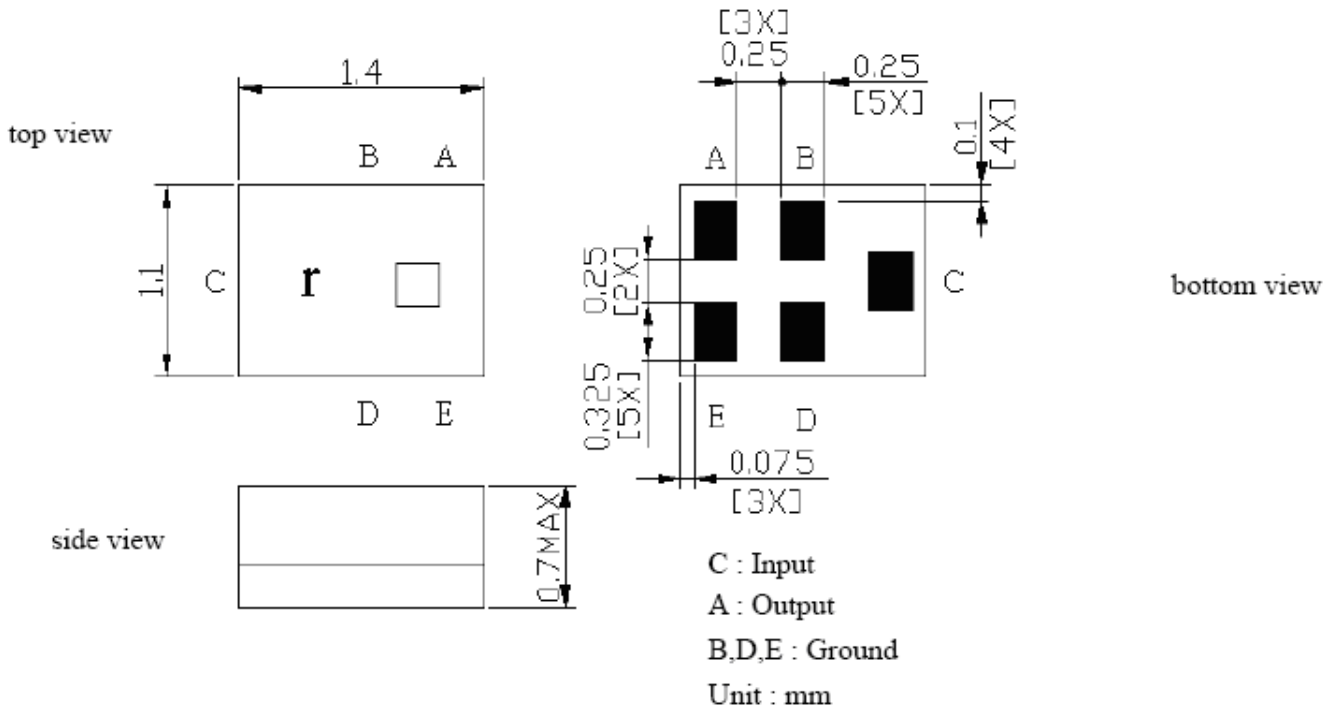 [3X]
0.25
0.25
[5X]
1.4
top view
0.1
[4X]
B A
A B
1.1
C
r
0.25
[2X]
C
bottom view
D E
0.325
[5X]
E D
0.075
[3X]
side view
0.7MAX
C : Input
A : Output
B,D,E : Ground
Unit : mm